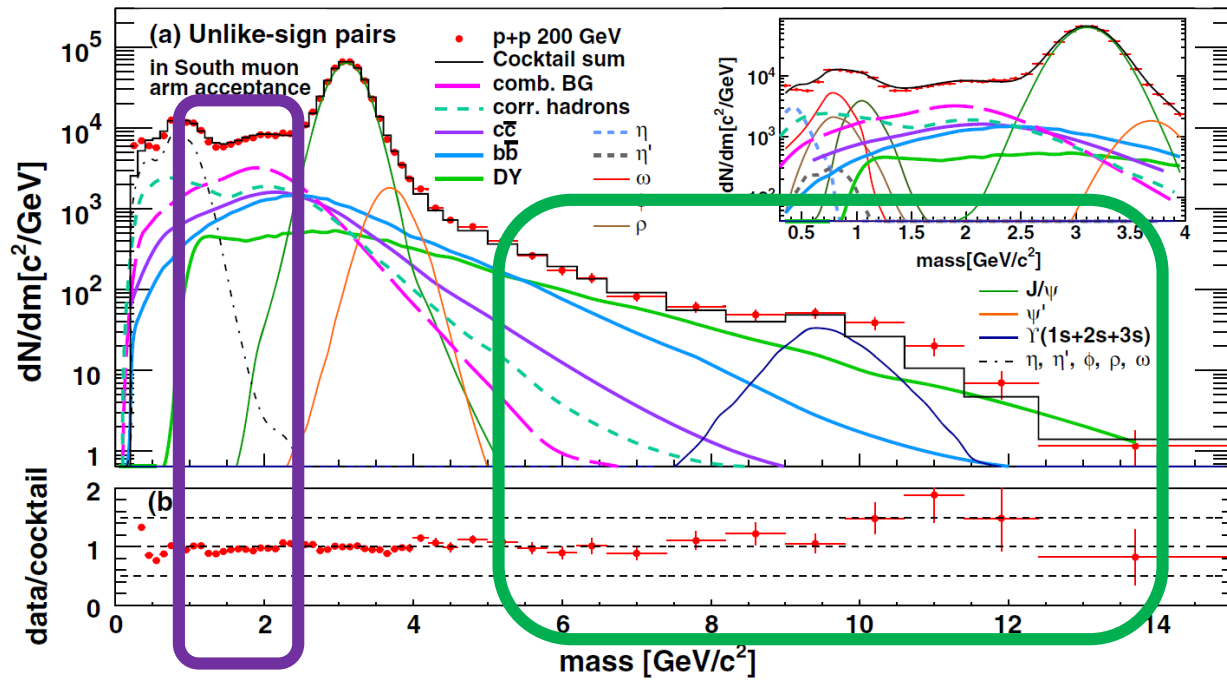 (a) Unlike-sign pairs
in South muon
arm acceptance
p+p 200 GeV
Cocktail sum
comb. BG
corr. hadrons
cc̅
bb̅
DY
η
η'
ω
ρ
dN/dm[c²/GeV]
10⁵
10⁴
10³
10²
10
1
dN/dm[c²/GeV]
10⁴
10³
10²
0.5 1 1.5 2 2.5 3 3.5 4
mass[GeV/c²]
J/ψ
ψ'
ϒ(1s+2s+3s)
η, η', ϕ, ρ, ω
(b
data/cocktail
2
1
0
0 2 4 6 8 10 12 14
mass [GeV/c²]